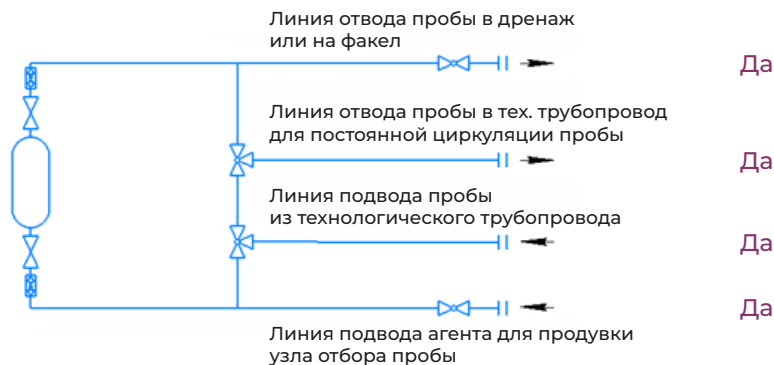 Линия отвода пробы в дренаж
или на факел
Да
Линия отвода пробы в тех. трубопровод
для постоянной циркуляции пробы
Да
Линия подвода пробы
из технологического трубопровода
Да
Да
Линия подвода агента для продувки
узла отбора пробы